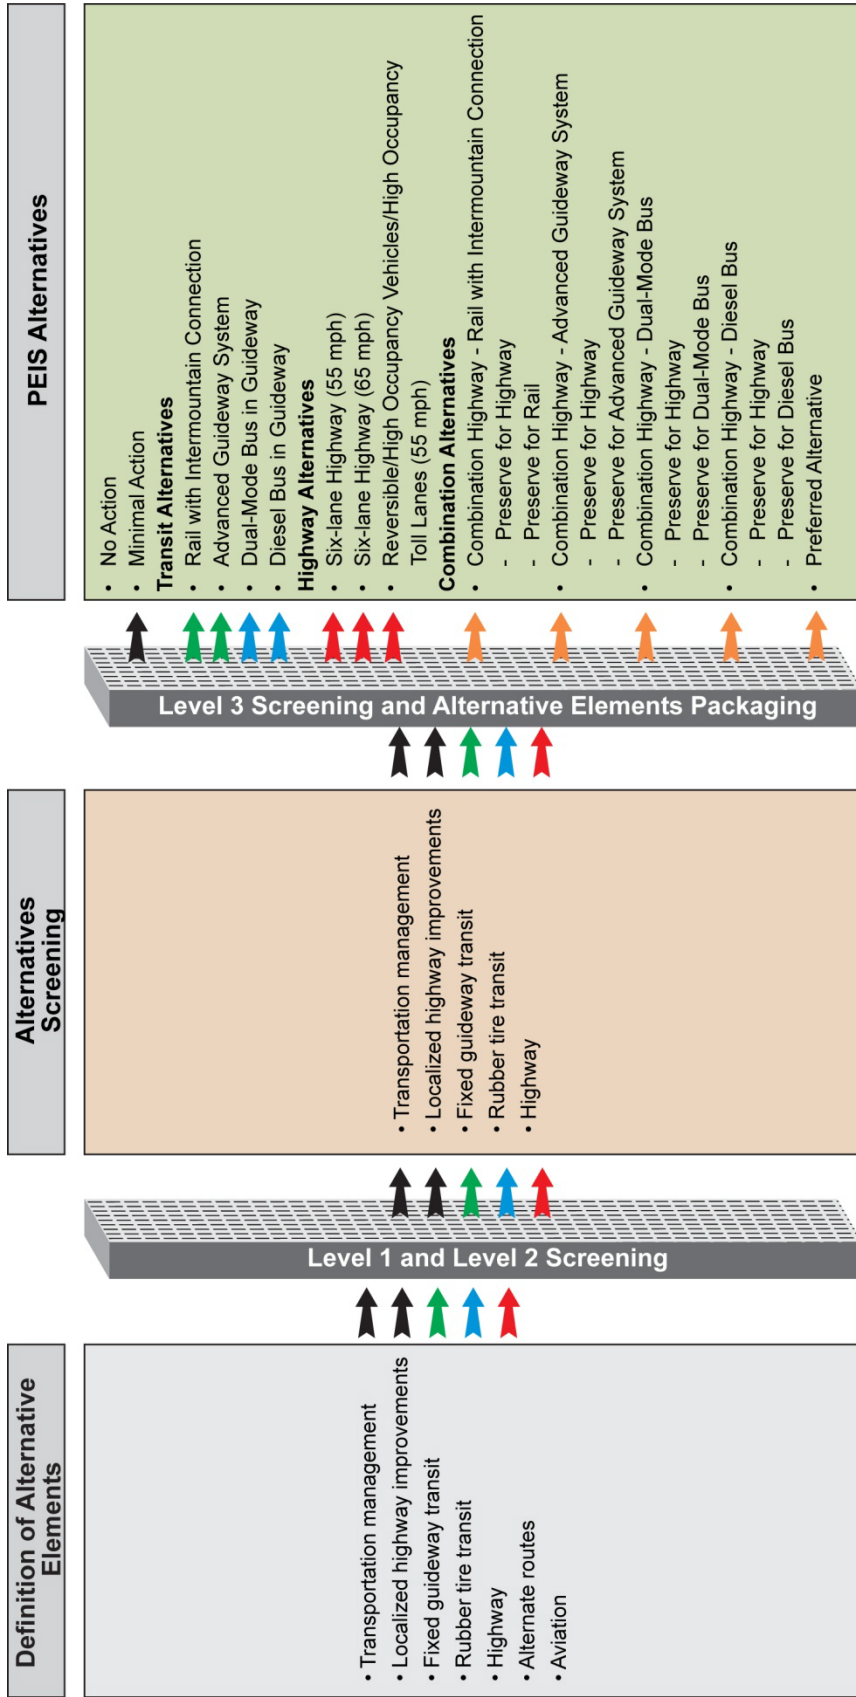 Definition of Alternative
Elements
• Transportation management
• Localized highway improvements
• Fixed guideway transit
• Rubber tire transit
• Highway
• Alternate routes
• Aviation
Level 1 and Level 2 Screening
Alternatives
Screening
• Transportation management
• Localized highway improvements
• Fixed guideway transit
• Rubber tire transit
• Highway
Level 3 Screening and Alternative Elements Packaging
PEIS Alternatives
• No Action
• Minimal Action
Transit Alternatives
• Rail with Intermountain Connection
• Advanced Guideway System
• Dual-Mode Bus in Guideway
• Diesel Bus in Guideway
Highway Alternatives
• Six-lane Highway (55 mph)
• Six-lane Highway (65 mph)
• Reversible/High Occupancy Vehicles/High Occupancy
Toll Lanes (55 mph)
Combination Alternatives
• Combination Highway - Rail with Intermountain Connection
- Preserve for Highway
- Preserve for Rail
• Combination Highway - Advanced Guideway System
- Preserve for Highway
- Preserve for Advanced Guideway System
• Combination Highway - Dual-Mode Bus
- Preserve for Highway
- Preserve for Dual-Mode Bus
• Combination Highway - Diesel Bus
- Preserve for Highway
- Preserve for Diesel Bus
• Preferred Alternative